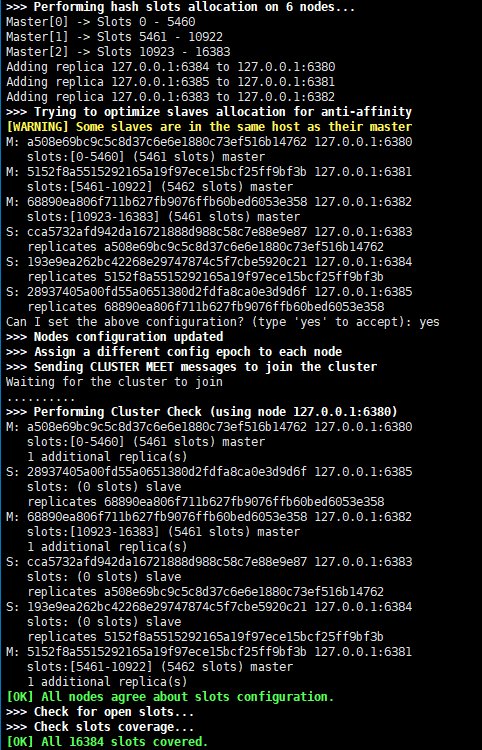 >>> Performing hash slots allocation on 6 nodes...
Master[0] -> Slots 0 - 5460
Master[1] -> Slots 5461 - 10922
Master[2] -> Slots 10923 - 16383
Adding replica 127.0.0.1:6384 to 127.0.0.1:6380
Adding replica 127.0.0.1:6385 to 127.0.0.1:6381
Adding replica 127.0.0.1:6383 to 127.0.0.1:6382
>>> Trying to optimize slaves allocation for anti-affinity
[WARNING] Some slaves are in the same host as their master
M: a508e69bc9c5c8d37c6e6e1880c73ef516b14762 127.0.0.1:6380
slots:[0-5460] (5461 slots) master
M: 5152f8a5515292165a19f97ece15bcf25ff9bf3b 127.0.0.1:6381
slots:[5461-10922] (5462 slots) master
M: 68890ea806f711b627fb9076ffb60bed6053e358 127.0.0.1:6382
slots:[10923-16383] (5461 slots) master
S: cca5732afd942da16721888d988c58c7e88e9e87 127.0.0.1:6383
replicates a508e69bc9c5c8d37c6e6e1880c73ef516b14762
S: 193e9ea262bc42268e29747874c5f7cbe5920c21 127.0.0.1:6384
replicates 5152f8a5515292165a19f97ece15bcf25ff9bf3b
S: 28937405a00fd55a0651380d2fdfa8ca0e3d9d6f 127.0.0.1:6385
replicates 68890ea806f711b627fb9076ffb60bed6053e358
Can I set the above configuration? (type 'yes' to accept): yes
>>> Nodes configuration updated
>>> Assign a different config epoch to each node
>>> Sending CLUSTER MEET messages to join the cluster
Waiting for the cluster to join
..........
>>> Performing Cluster Check (using node 127.0.0.1:6380)
M: a508e69bc9c5c8d37c6e6e1880c73ef516b14762 127.0.0.1:6380
slots:[0-5460] (5461 slots) master
1 additional replica(s)
S: 28937405a00fd55a0651380d2fdfa8ca0e3d9d6f 127.0.0.1:6385
slots: (0 slots) slave
replicates 68890ea806f711b627fb9076ffb60bed6053e358
M: 68890ea806f711b627fb9076ffb60bed6053e358 127.0.0.1:6382
slots:[10923-16383] (5461 slots) master
1 additional replica(s)
S: cca5732afd942da16721888d988c58c7e88e9e87 127.0.0.1:6383
slots: (0 slots) slave
replicates a508e69bc9c5c8d37c6e6e1880c73ef516b14762
S: 193e9ea262bc42268e29747874c5f7cbe5920c21 127.0.0.1:6384
slots: (0 slots) slave
replicates 5152f8a5515292165a19f97ece15bcf25ff9bf3b
M: 5152f8a5515292165a19f97ece15bcf25ff9bf3b 127.0.0.1:6381
slots:[5461-10922] (5462 slots) master
1 additional replica(s)
[OK] All nodes agree about slots configuration.
>>> Check for open slots...
>>> Check slots coverage...
[OK] All 16384 slots covered.